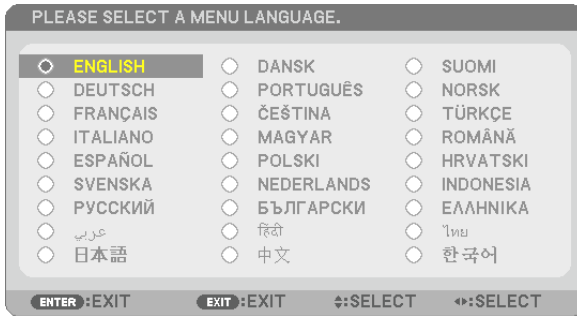 PLEASE SELECT A MENU LANGUAGE.
ENGLISH DANSK SUOMI
DEUTSCH PORTUGUÊS NORSK
FRANÇAIS ČEŠTINA TÜRKÇE
ITALIANO MAGYAR ROMÂNĂ
ESPAÑOL POLSKI HRVATSKI
SVENSKA NEDERLANDS INDONESIA
РУССКИЙ БЪЛГАРСКИ ΕΛΛΗΝΙΚΑ
عربي हिंदी ไทย
日本語 中文 한국어
ENTER :EXIT EXIT :EXIT :SELECT :SELECT